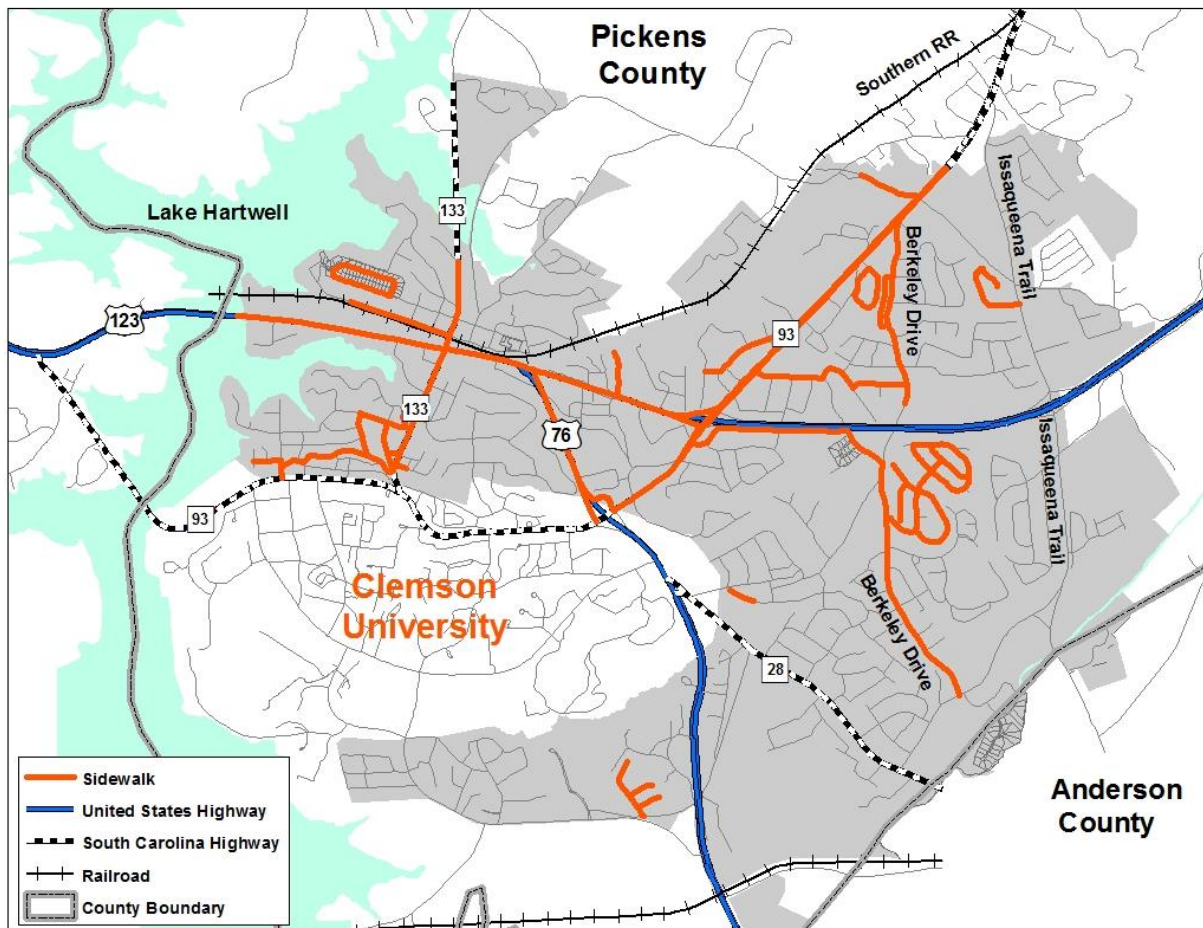 Pickens
County
Southern RR
Issaqueena Trail
Lake Hartwell
133
Berkeley Drive
123
93
133
76
Issaqueena Trail
93
Clemson
University
Berkeley Drive
28
Anderson
County
Sidewalk
United States Highway
South Carolina Highway
Railroad
County Boundary